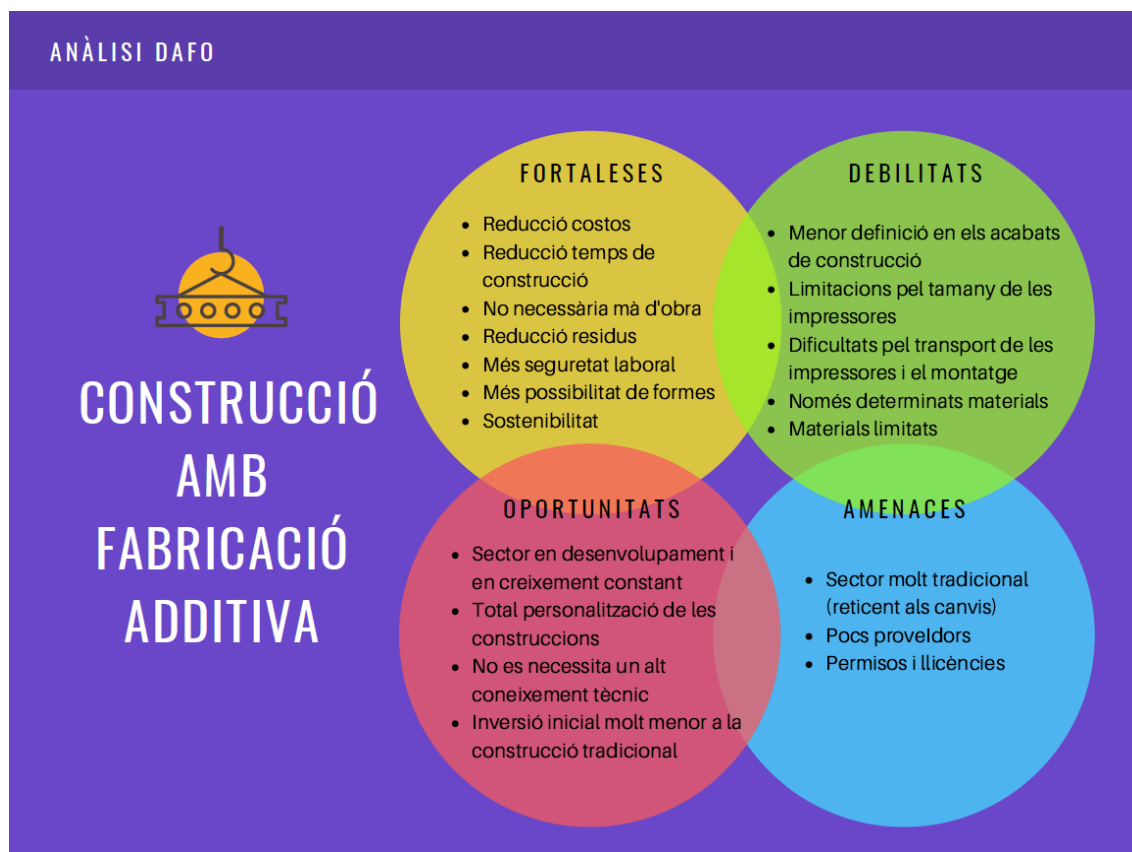 ANÀLISI DAFO
CONSTRUCCIÓ
AMB
FABRICACIÓ
ADDITIVA
FORTALESES
• Reducció costos
• Reducció temps de
construcció
• No necessària mà d'obra
• Reducció residus
• Més seguretat laboral
• Més possibilitat de formes
• Sostenibilitat
DEBILITATS
• Menor definició en els acabats
de construcció
• Limitacions pel tamany de les
impressores
• Dificultats pel transport de les
impressores i el montatge
• Només determinats materials
• Materials limitats
OPORTUNITATS
• Sector en desenvolupament i
en creixement constant
• Total personalització de les
construccions
• No es necessita un alt
coneixement tècnic
• Inversió inicial molt menor a la
construcció tradicional
AMENACES
• Sector molt tradicional
(reticent als canvis)
• Pocs proveIdors
• Permisos i llicències